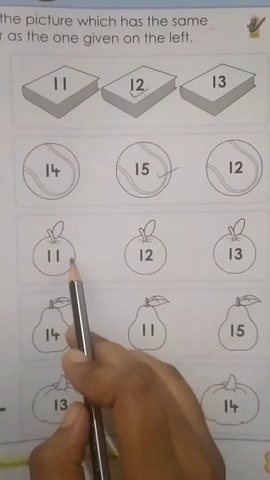 the picture which has the same
r as the one given on the left.
11 12 13
14 15 12
11 12 13
14 11 15
13 14